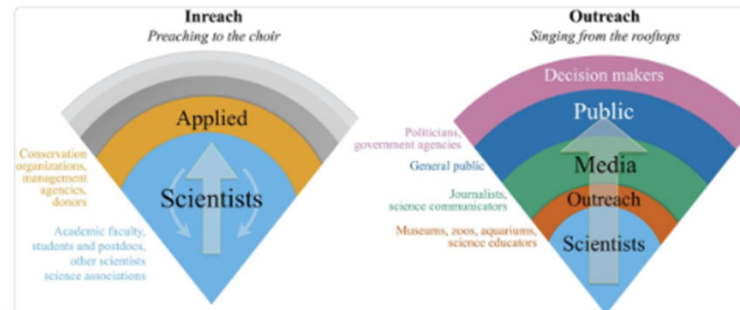 Inreach
Preaching to the choir
Applied
Conservation
organizations,
management
agencies,
donors
Scientists
Academic faculty,
students and postdocs,
other scientists
science associations
Outreach
Singing from the rooftops
Decision makers
Politicians,
government agencies
Public
General public
Media
Journalists,
science communicators
Outreach
Museums, zoos, aquariums,
science educators
Scientists